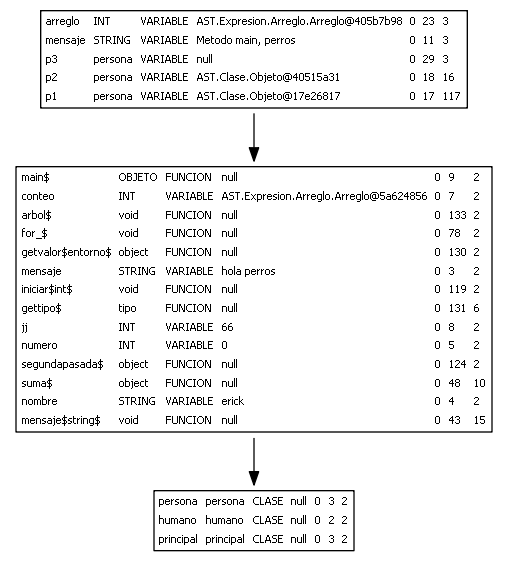 arreglo INT VARIABLE AST.Expresion.Arreglo.Arreglo@405b7b98 0 23 3
mensaje STRING VARIABLE Metodo main, perros 0 11 3
p3 persona VARIABLE null 0 29 3
p2 persona VARIABLE AST.Clase.Objeto@40515a31 0 18 16
p1 persona VARIABLE AST.Clase.Objeto@17e26817 0 17 117
main$ OBJETO FUNCION null 0 9 2
conteo INT VARIABLE AST.Expresion.Arreglo.Arreglo@5a624856 0 7 2
arbol$ void FUNCION null 0 133 2
for_$ void FUNCION null 0 78 2
getvalor$entorno$ object FUNCION null 0 130 2
mensaje STRING VARIABLE hola perros 0 3 2
iniciar$int$ void FUNCION null 0 119 2
gettipo$ tipo FUNCION null 0 131 6
jj INT VARIABLE 66 0 8 2
numero INT VARIABLE 0 0 5 2
segundapasada$ object FUNCION null 0 124 2
suma$ object FUNCION null 0 48 10
nombre STRING VARIABLE erick 0 4 2
mensaje$string$ void FUNCION null 0 43 15
persona persona CLASE null 0 3 2
humano humano CLASE null 0 2 2
principal principal CLASE null 0 3 2